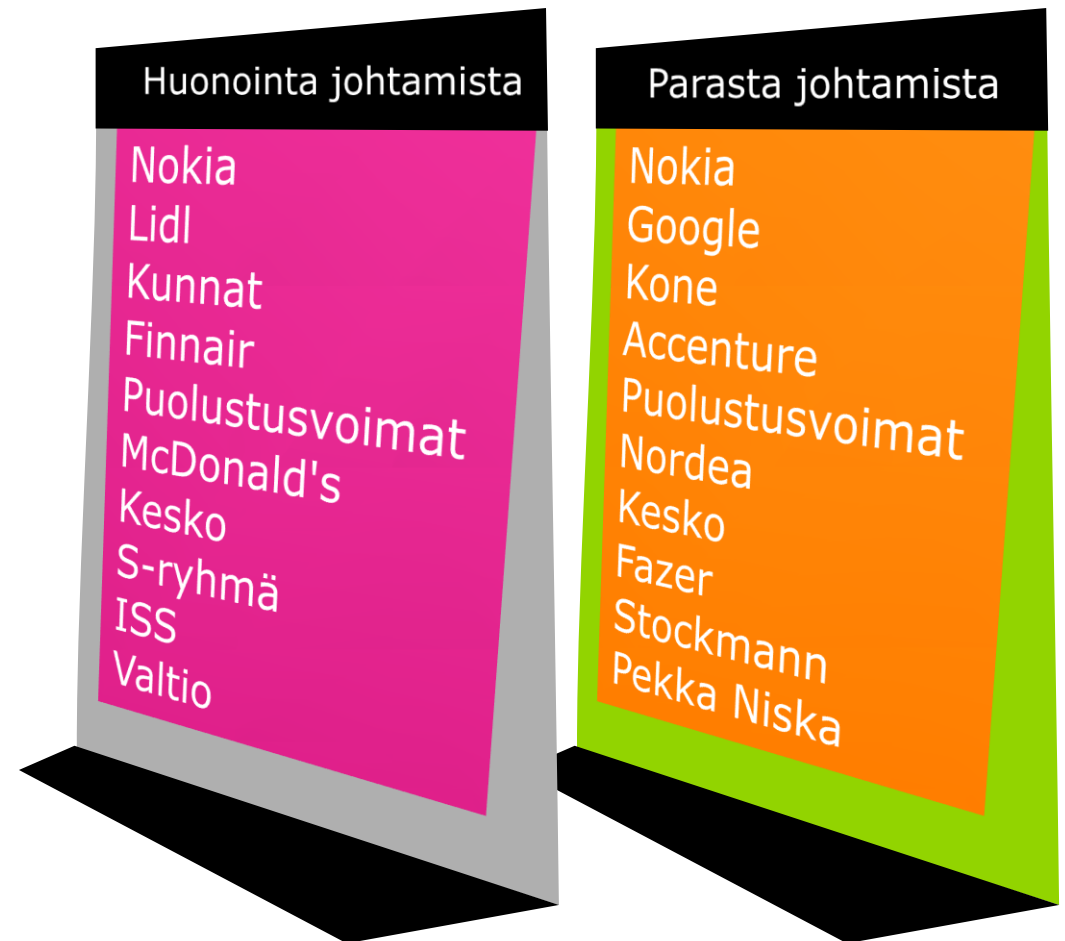 Huonointa johtamista
Nokia
Lidl
Kunnat
Finnair
Puolustusvoimat
McDonald's
Kesko
S-ryhmä
ISS
Valtio
Parasta johtamista
Nokia
Google
Kone
Accenture
Puolustusvoimat
Nordea
Kesko
Fazer
Stockmann
Pekka Niska